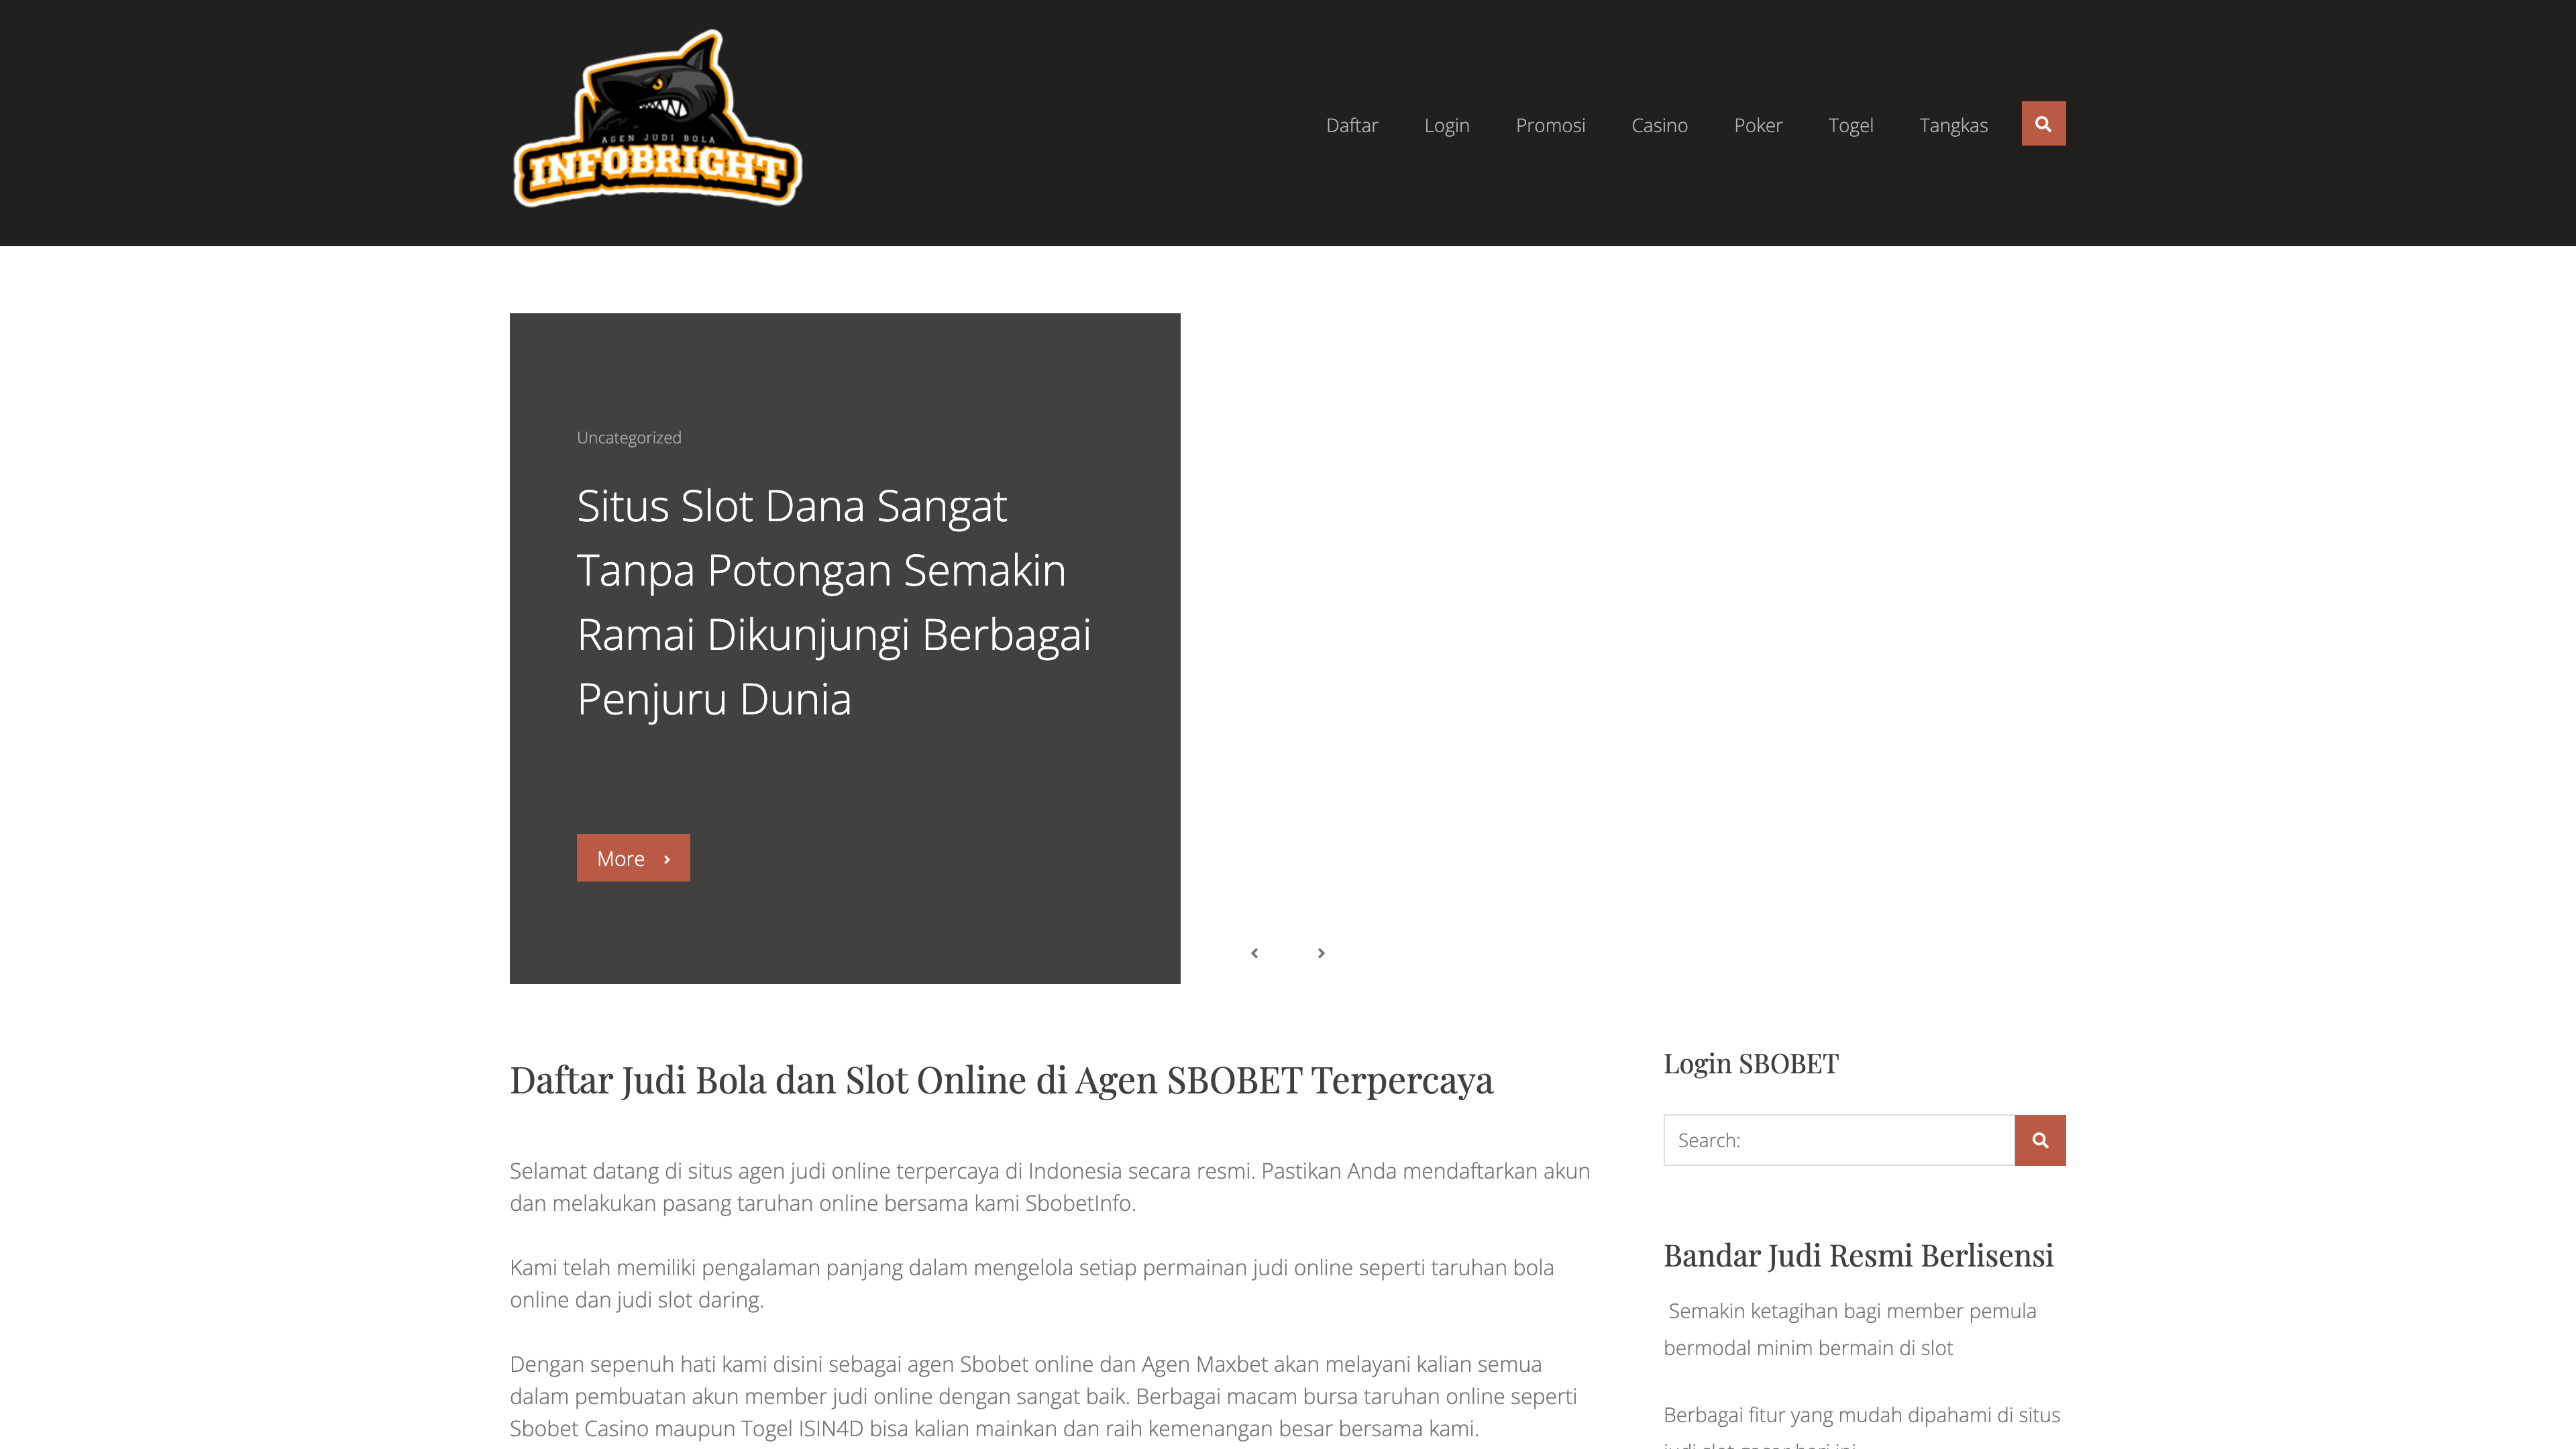 AGEN JUDI BOLA
INFOBRIGHT
Daftar
Login
Promosi
Casino
Poker
Togel
Tangkas
Uncategorized
Situs Slot Dana Sangat
Tanpa Potongan Semakin
Ramai Dikunjungi Berbagai
Penjuru Dunia
More
Daftar Judi Bola dan Slot Online di Agen SBOBET Terpercaya
Selamat datang di situs agen judi online terpercaya di Indonesia secara resmi. Pastikan Anda mendaftarkan akun
dan melakukan pasang taruhan online bersama kami SbobetInfo.
Kami telah memiliki pengalaman panjang dalam mengelola setiap permainan judi online seperti taruhan bola
online dan judi slot daring.
Dengan sepenuh hati kami disini sebagai agen Sbobet online dan Agen Maxbet akan melayani kalian semua
dalam pembuatan akun member judi online dengan sangat baik. Berbagai macam bursa taruhan online seperti
Sbobet Casino maupun Togel ISIN4D bisa kalian mainkan dan raih kemenangan besar bersama kami.
Login SBOBET
Search:
Bandar Judi Resmi Berlisensi
Semakin ketagihan bagi member pemula
bermodal minim bermain di slot
Berbagai fitur yang mudah dipahami di situs